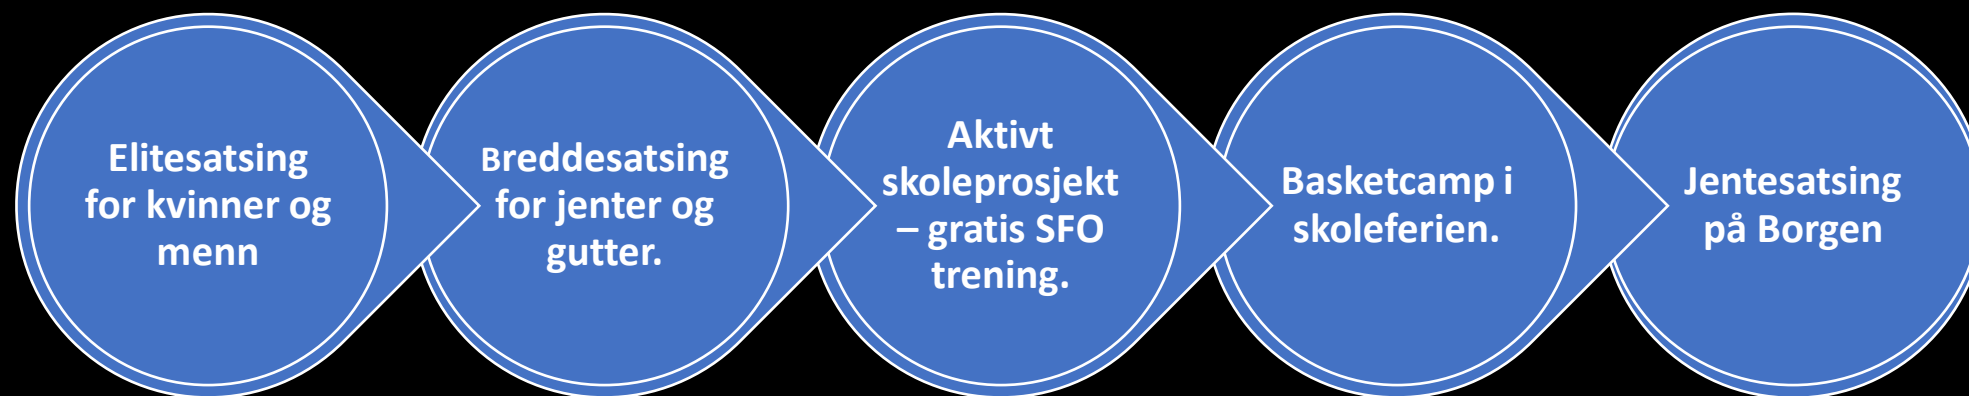 Elitesatsing
for kvinner og
menn
Breddesatsing
for jenter og
gutter.
Aktivt
skoleprosjekt
– gratis SFO
trening.
Basketcamp i
skoleferien.
Jentesatsing
på Borgen